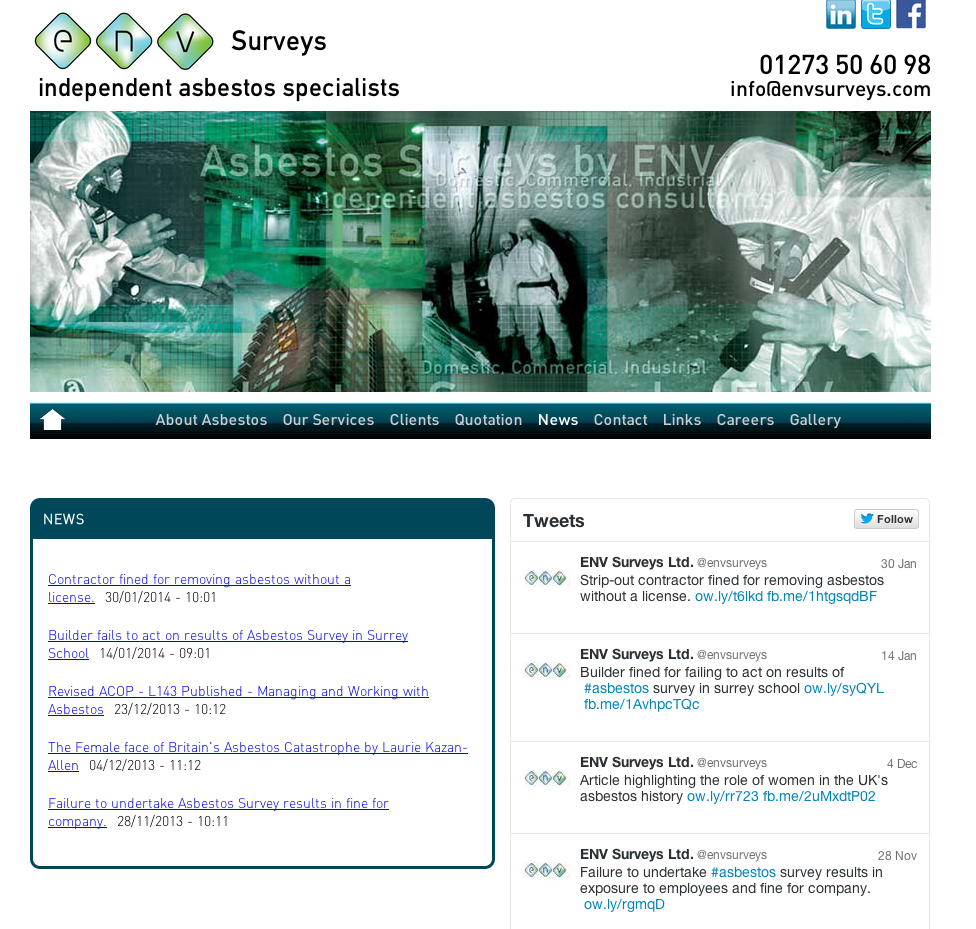 env Surveys
independent asbestos specialists
01273 50 60 98
info@envsurveys.com
Asbestos Surveys by ENV
Domestic, Commercial, Industrial
independent asbestos consultants
Domestic, Commercial, Industrial
About Asbestos Our Services Clients Quotation News Contact Links Careers Gallery
NEWS
Contractor fined for removing asbestos without a
license. 30/01/2014 - 10:01
Builder fails to act on results of Asbestos Survey in Surrey
School 14/01/2014 - 09:01
Revised ACOP - L143 Published - Managing and Working with
Asbestos 23/12/2013 - 10:12
The Female face of Britain's Asbestos Catastrophe by Laurie Kazan-
Allen 04/12/2013 - 11:12
Failure to undertake Asbestos Survey results in fine for
company. 28/11/2013 - 10:11
Tweets Follow
ENV Surveys Ltd. @envsurveys 30 Jan
env Strip-out contractor fined for removing asbestos
without a license. ow.ly/t6lkd fb.me/1htgsqdBF
ENV Surveys Ltd. @envsurveys 14 Jan
env Builder fined for failing to act on results of
#asbestos survey in surrey school ow.ly/syQYL
fb.me/1AvhpcTQc
ENV Surveys Ltd. @envsurveys 4 Dec
env Article highlighting the role of women in the UK's
asbestos history ow.ly/rr723 fb.me/2uMxdtP02
ENV Surveys Ltd. @envsurveys 28 Nov
env Failure to undertake #asbestos survey results in
exposure to employees and fine for company.
ow.ly/rgmqD